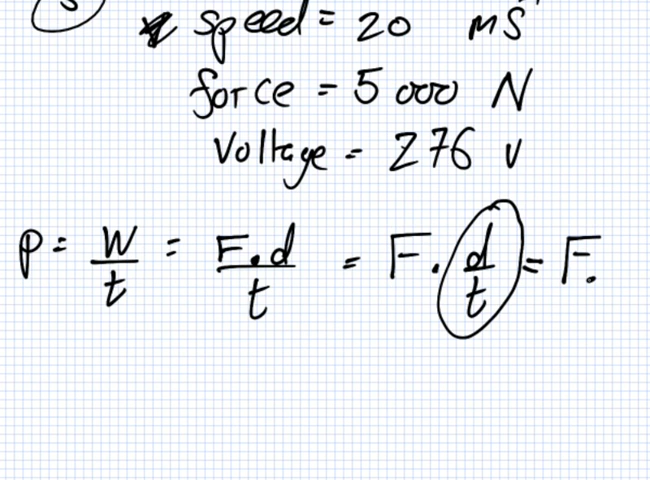 speed = 20 ms⁻
force = 5 000 N
Voltage = 276 v
P = W/t = F.d/t = F.d/t = F.